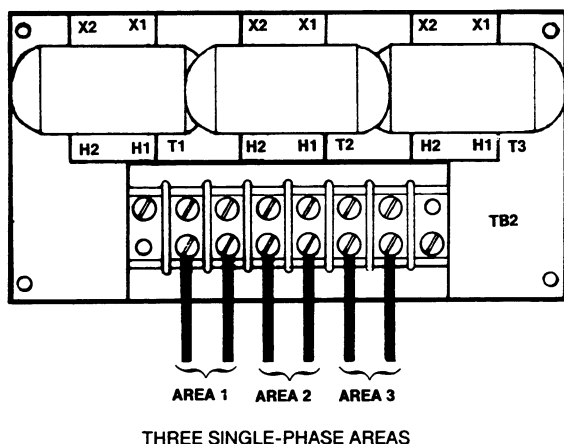 X2 X1 X2 X1 X2 X1
H2 H1 T1 H2 H1 T2 H2 H1 T3
TB2
AREA 1 AREA 2 AREA 3
THREE SINGLE-PHASE AREAS